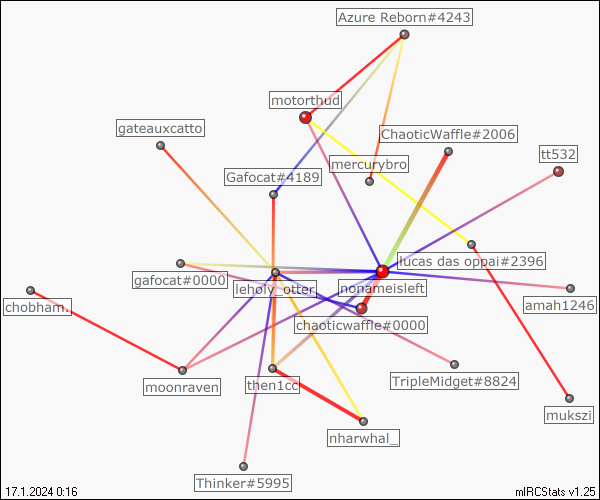 Azure Reborn#4243
motorthud
gateauxcatto
ChaoticWaffle#2006
mercurybro
tt532
Gafocat#4189
lucas das oppai#2396
gafocat#0000
leholy_otter
nonameisleft
amah1246
chobham.
chaoticwaffle#0000
moonraven
then1cc
TripleMidget#8824
mukszi
nharwhal_
Thinker#5995
17.1.2024 0:16
mIRCStats v1.25